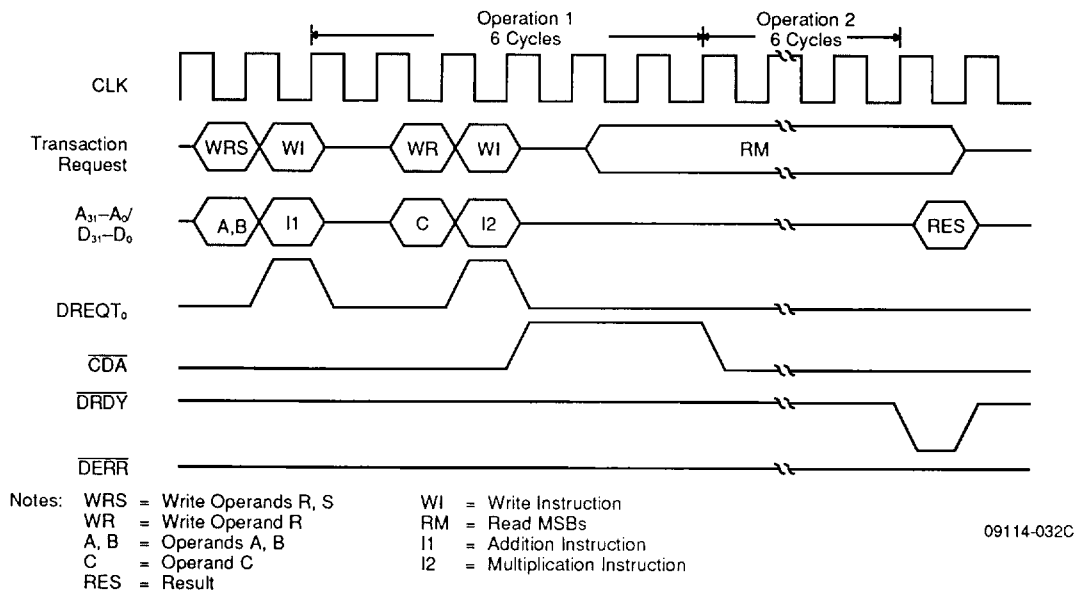 Operation 1
6 Cycles
Operation 2
6 Cycles
CLK
Transaction
Request
WRS WI WR WI RM
A₃₁–A₀/
D₃₁–D₀
A,B I1 C I2 RES
DREQT₀
CDA
DRDY
DERR
Notes: WRS = Write Operands R, S
WR = Write Operand R
A, B = Operands A, B
C = Operand C
RES = Result
WI = Write Instruction
RM = Read MSBs
I1 = Addition Instruction
I2 = Multiplication Instruction
09114-032C